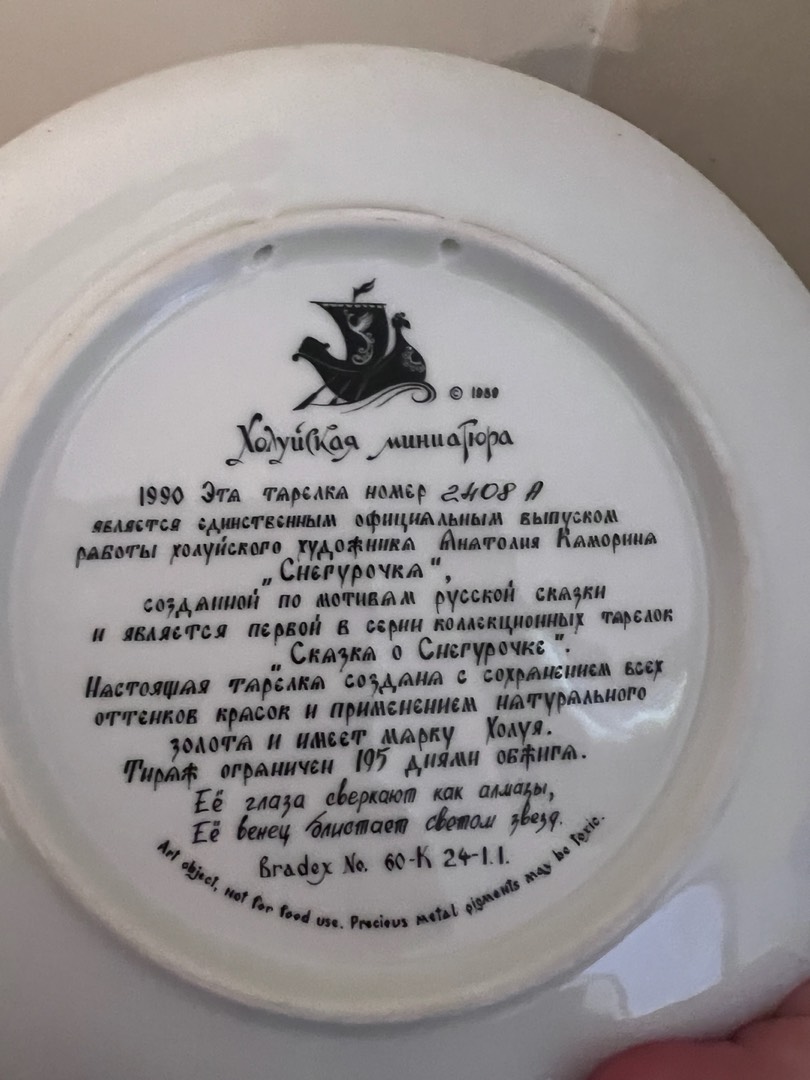 © 1989
Холуйская миниатюра
1990 Эта тарелка номер 2408 А
является единственным официальным выпуском
работы холуйского художника Анатолия Каморина
„Снегурочка“,
созданной по мотивам русской сказки
и является первой в серии коллекционных тарелок
„Сказка о Снегурочке“.
Настоящая тарелка создана с сохранением всех
оттенков красок и применением натурального
золота и имеет марку Холуя.
Тираж ограничен 195 днями обжига.
Её глаза сверкают как алмазы,
Её венец блистает светом звезд.
Bradex No. 60-K 24-1.1.
Art object, not for food use. Precious metal pigments may be toxic.